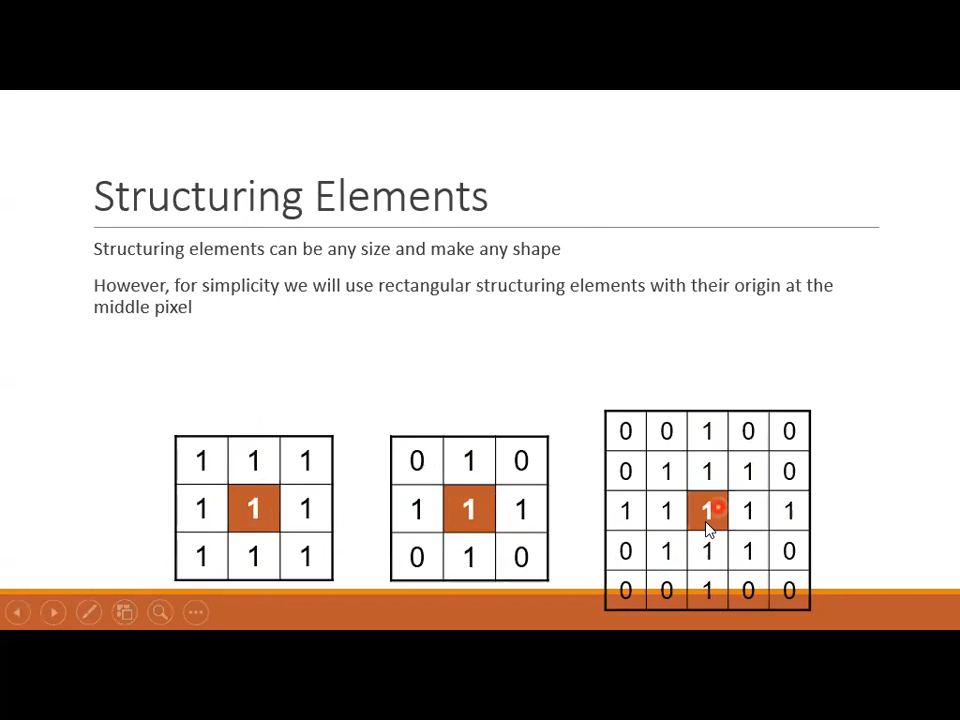 Structuring Elements
Structuring elements can be any size and make any shape
However, for simplicity we will use rectangular structuring elements with their origin at the
middle pixel
1 1 1
1 1 1
1 1 1
0 1 0
1 1 1
0 1 0
0 0 1 0 0
0 1 1 1 0
1 1 1 1 1
0 1 1 1 0
0 0 1 0 0